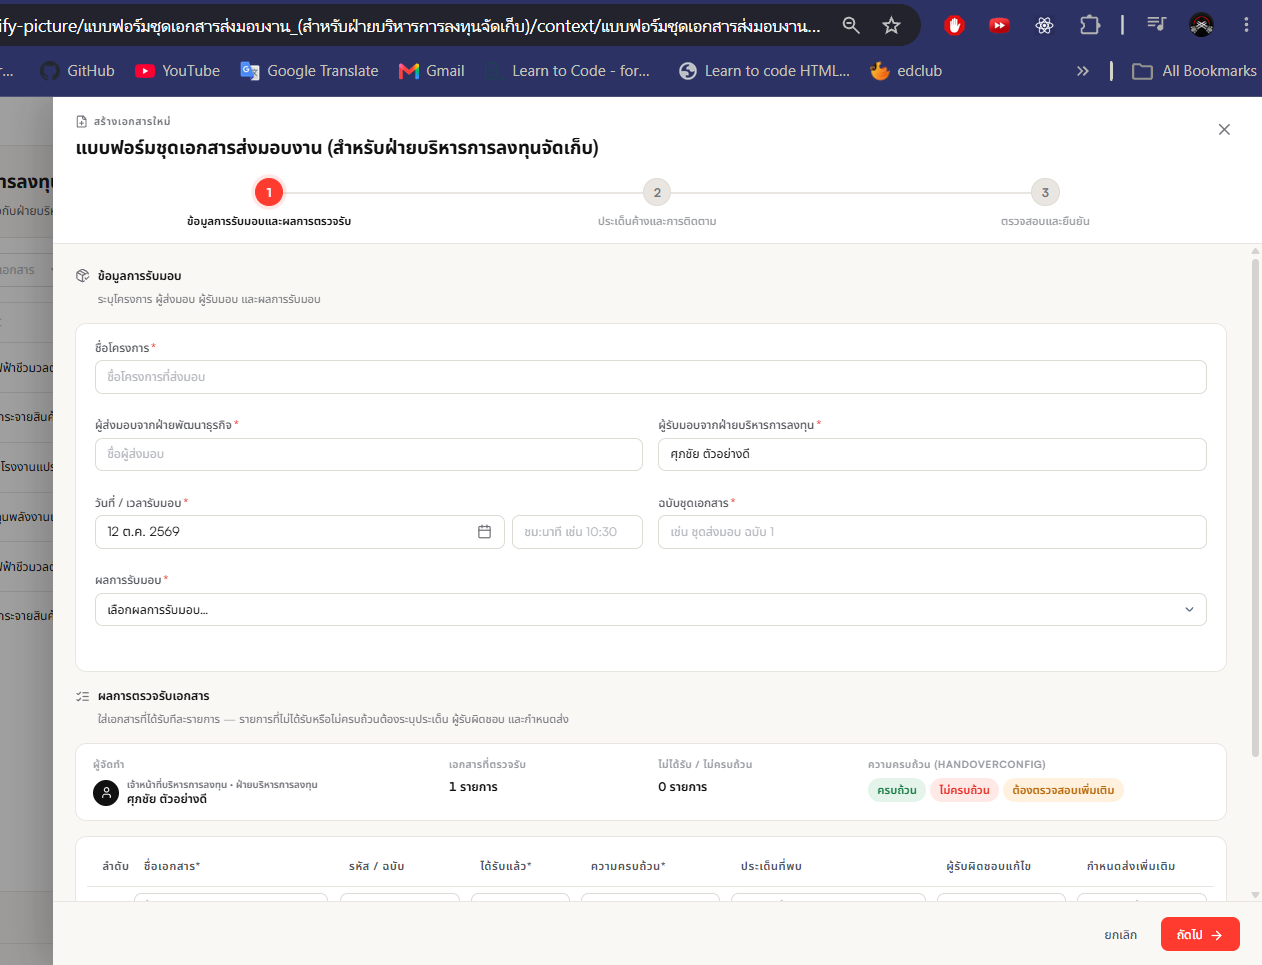 ify-picture/แบบฟอร์มชุดเอกสารส่งมอบงาน_(สำหรับฝ่ายบริหารการลงทุนจัดเก็บ)/context/แบบฟอร์มชุดเอกสารส่งมอบงาน...
GitHub YouTube Google Translate Gmail Learn to Code - for... Learn to code HTML... edclub » All Bookmarks
สร้างเอกสารใหม่
แบบฟอร์มชุดเอกสารส่งมอบงาน (สำหรับฝ่ายบริหารการลงทุนจัดเก็บ)
1 2 3
ข้อมูลการรับมอบและผลการตรวจรับ ประเด็นค้างและการติดตาม ตรวจสอบและยืนยัน
ข้อมูลการรับมอบ
ระบุโครงการ ผู้ส่งมอบ ผู้รับมอบ และผลการรับมอบ
ชื่อโครงการ*
ชื่อโครงการที่ส่งมอบ
ผู้ส่งมอบจากฝ่ายพัฒนาธุรกิจ* ผู้รับมอบจากฝ่ายบริหารการลงทุน*
ชื่อผู้ส่งมอบ ศุภชัย ตัวอย่างดี
วันที่ / เวลารับมอบ* ฉบับชุดเอกสาร*
12 ต.ค. 2569 ชม:นาที เช่น 10:30 เช่น ชุดส่งมอบ ฉบับ 1
ผลการรับมอบ*
เลือกผลการรับมอบ...
ผลการตรวจรับเอกสาร
ใส่เอกสารที่ได้รับทีละรายการ — รายการที่ไม่ได้รับหรือไม่ครบถ้วนต้องระบุประเด็น ผู้รับผิดชอบ และกำหนดส่ง
ผู้จัดทำ เอกสารที่ตรวจรับ ไม่ได้รับ / ไม่ครบถ้วน ความครบถ้วน (HANDOVERCONFIG)
เจ้าหน้าที่บริหารการลงทุน • ฝ่ายบริหารการลงทุน
ศุภชัย ตัวอย่างดี 1 รายการ 0 รายการ ครบถ้วน ไม่ครบถ้วน ต้องตรวจสอบเพิ่มเติม
ลำดับ ชื่อเอกสาร* รหัส / ฉบับ ได้รับแล้ว* ความครบถ้วน* ประเด็นที่พบ ผู้รับผิดชอบแก้ไข กำหนดส่งเพิ่มเติม
ยกเลิก ถัดไป